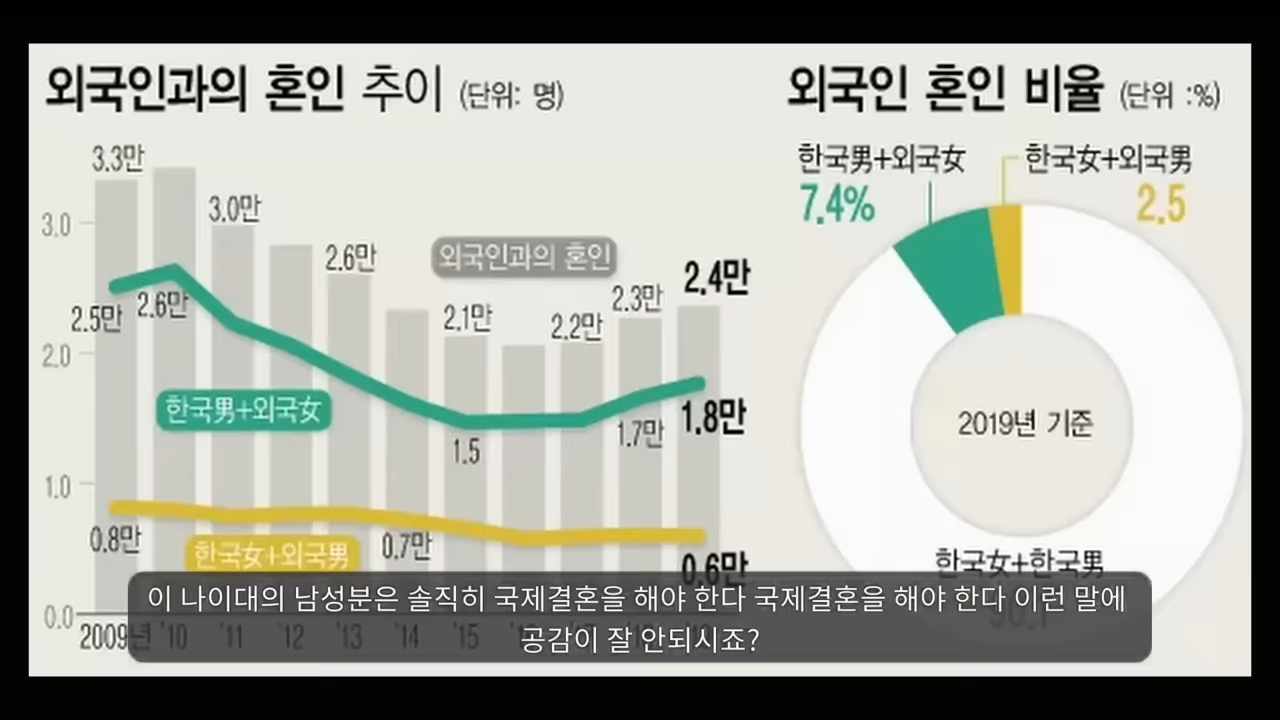 외국인과의 혼인 추이 (단위: 명)
3.3만
3.0만
2.6만
2.1만
2.2만
2.3만
2.4만
외국인과의 혼인
3.0
2.0
1.0
0.0
2.5만
2.6만
1.5
1.7만
1.8만
한국男+외국女
0.8만
0.7만
0.6만
한국女+외국男
2009년 '10 '11 '12 '13 '14 '15
외국인 혼인 비율 (단위 :%)
한국男+외국女
7.4%
한국女+외국男
2.5
2019년 기준
한국女+한국男
이 나이대의 남성분은 솔직히 국제결혼을 해야 한다 국제결혼을 해야 한다 이런 말에
공감이 잘 안되시죠?